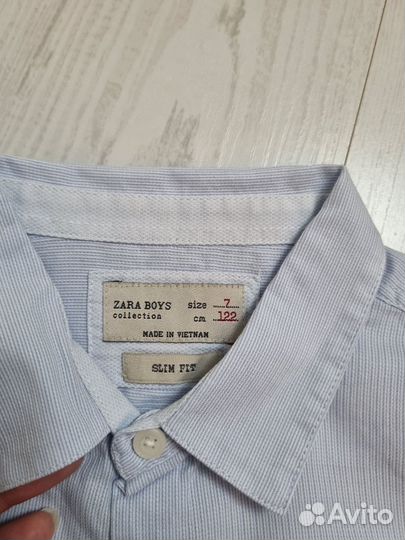 ZARA BOYS size 7
collection cm 122
MADE IN VIETNAM
SLIM FIT
Avito